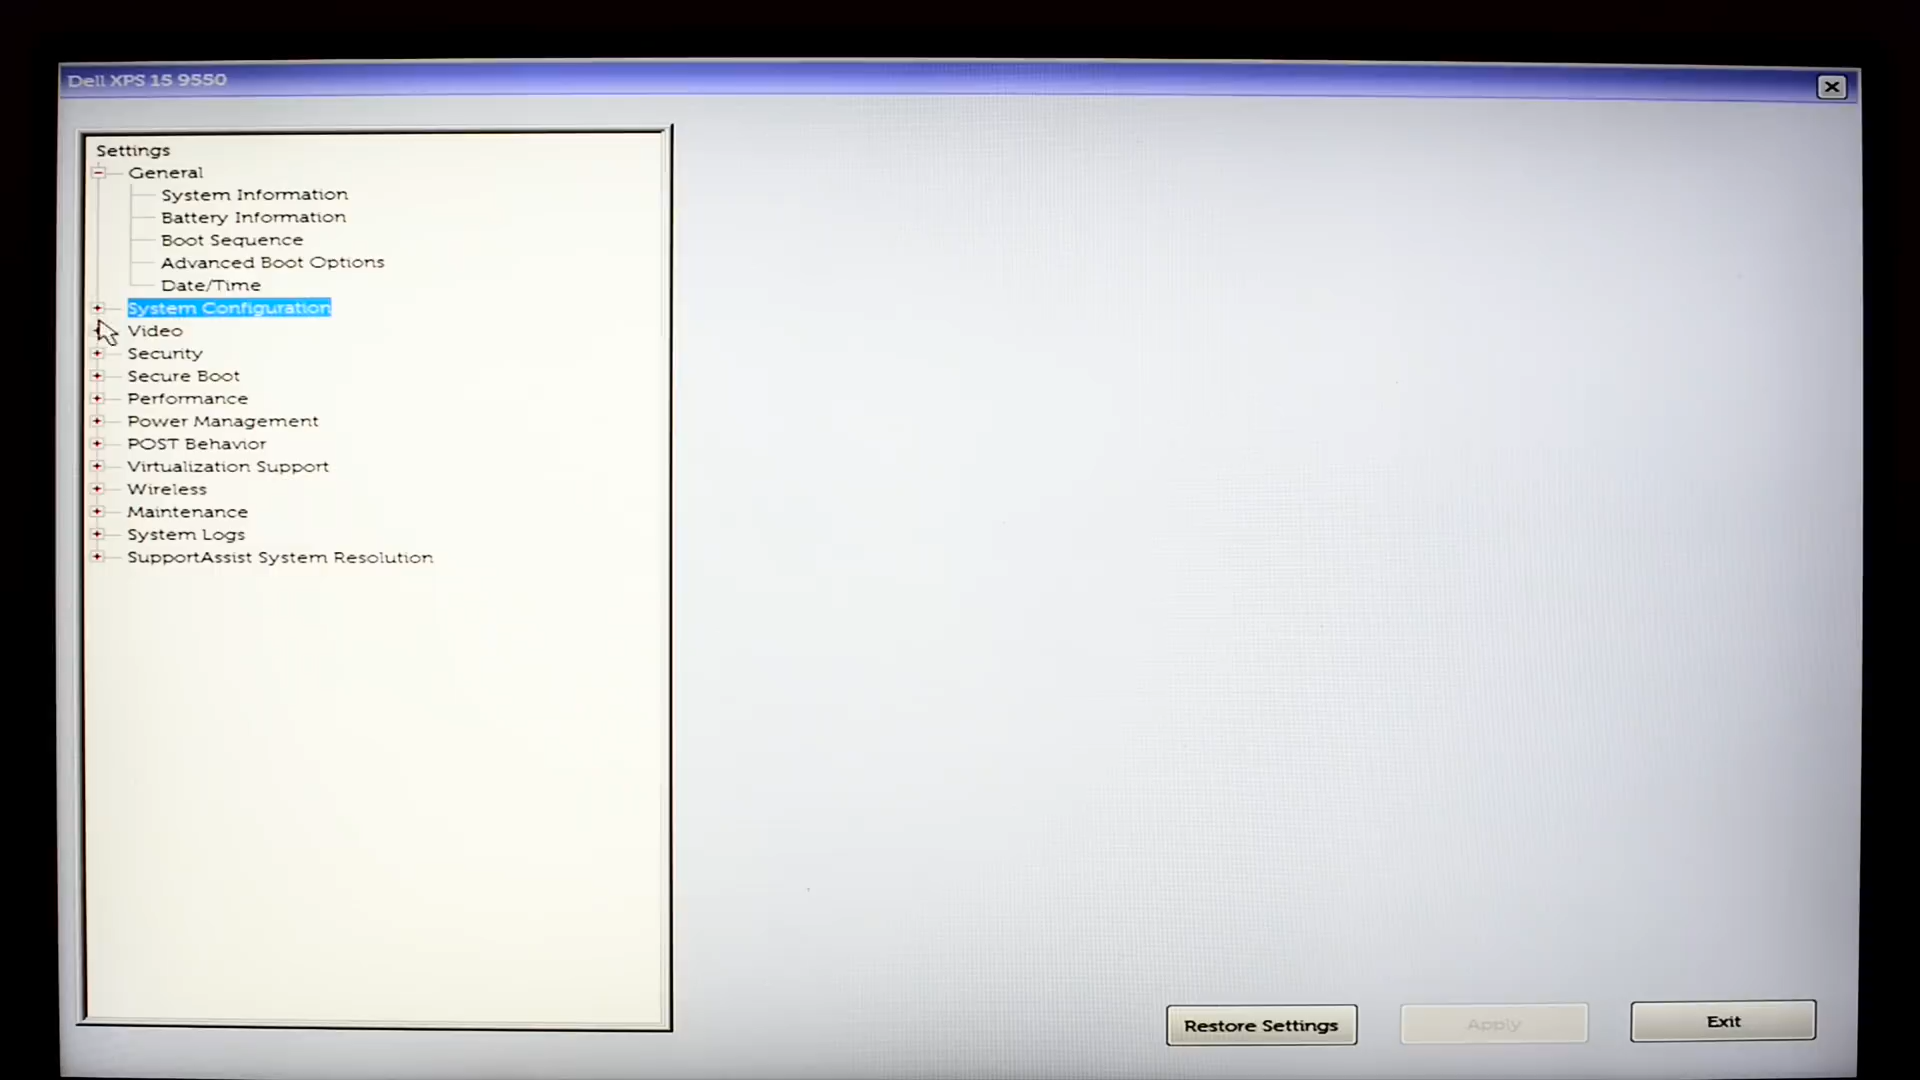 Dell XPS 15 9550
Settings
General
System Information
Battery Information
Boot Sequence
Advanced Boot Options
Date/Time
System Configuration
Video
Security
Secure Boot
Performance
Power Management
POST Behavior
Virtualization Support
Wireless
Maintenance
System Logs
SupportAssist System Resolution
Restore Settings
Apply
Exit